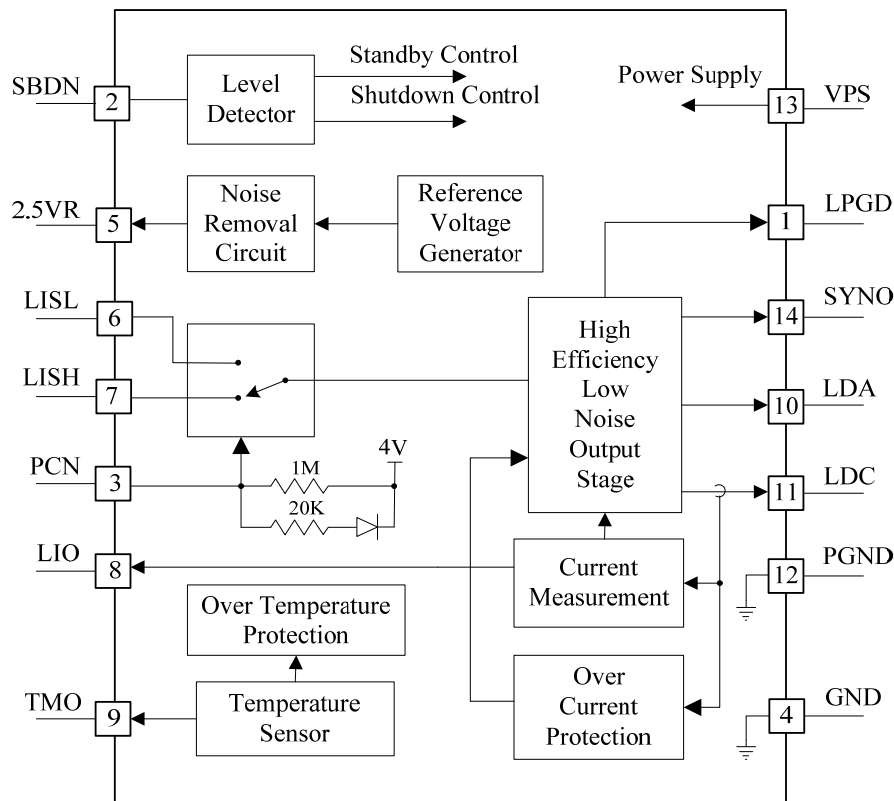 SBDN
2
Level
Detector
Standby Control
Shutdown Control
Power Supply
13
VPS
2.5VR
5
Noise
Removal
Circuit
Reference
Voltage
Generator
1
LPGD
LISL
6
LISH
7
High
Efficiency
Low
Noise
Output
Stage
14
SYNO
10
LDA
PCN
3
1M
20K
4V
11
LDC
LIO
8
Current
Measurement
12
PGND
Over Temperature
Protection
TMO
9
Temperature
Sensor
Over
Current
Protection
4
GND